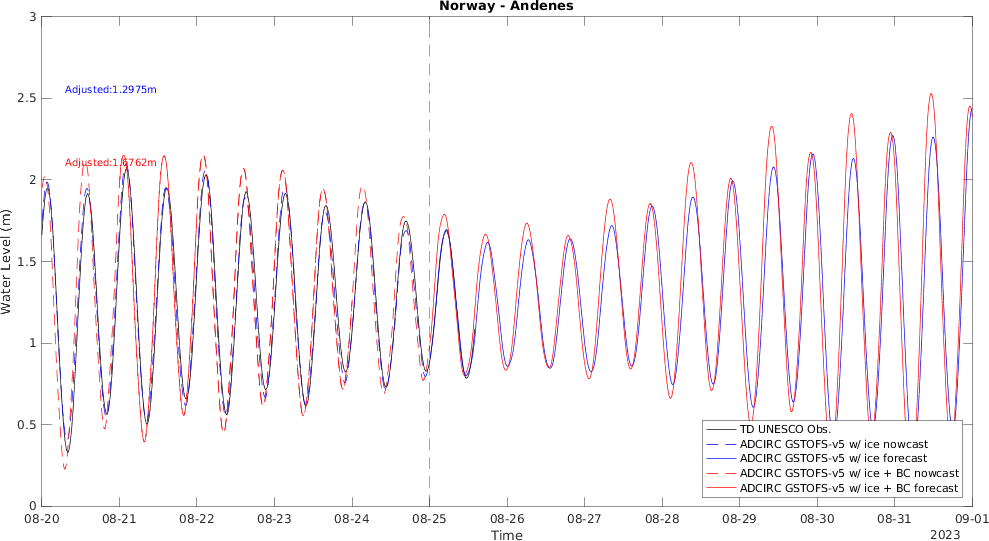 Norway - Andenes
3
2.5
2
1.5
1
0.5
0
Water Level (m)
Adjusted:1.2975m
Adjusted:1.6762m
TD UNESCO Obs.
ADCIRC GSTOFS-v5 w/ ice nowcast
ADCIRC GSTOFS-v5 w/ ice forecast
ADCIRC GSTOFS-v5 w/ ice + BC nowcast
ADCIRC GSTOFS-v5 w/ ice + BC forecast
08-20 08-21 08-22 08-23 08-24 08-25 08-26 08-27 08-28 08-29 08-30 08-31 09-01
Time
2023